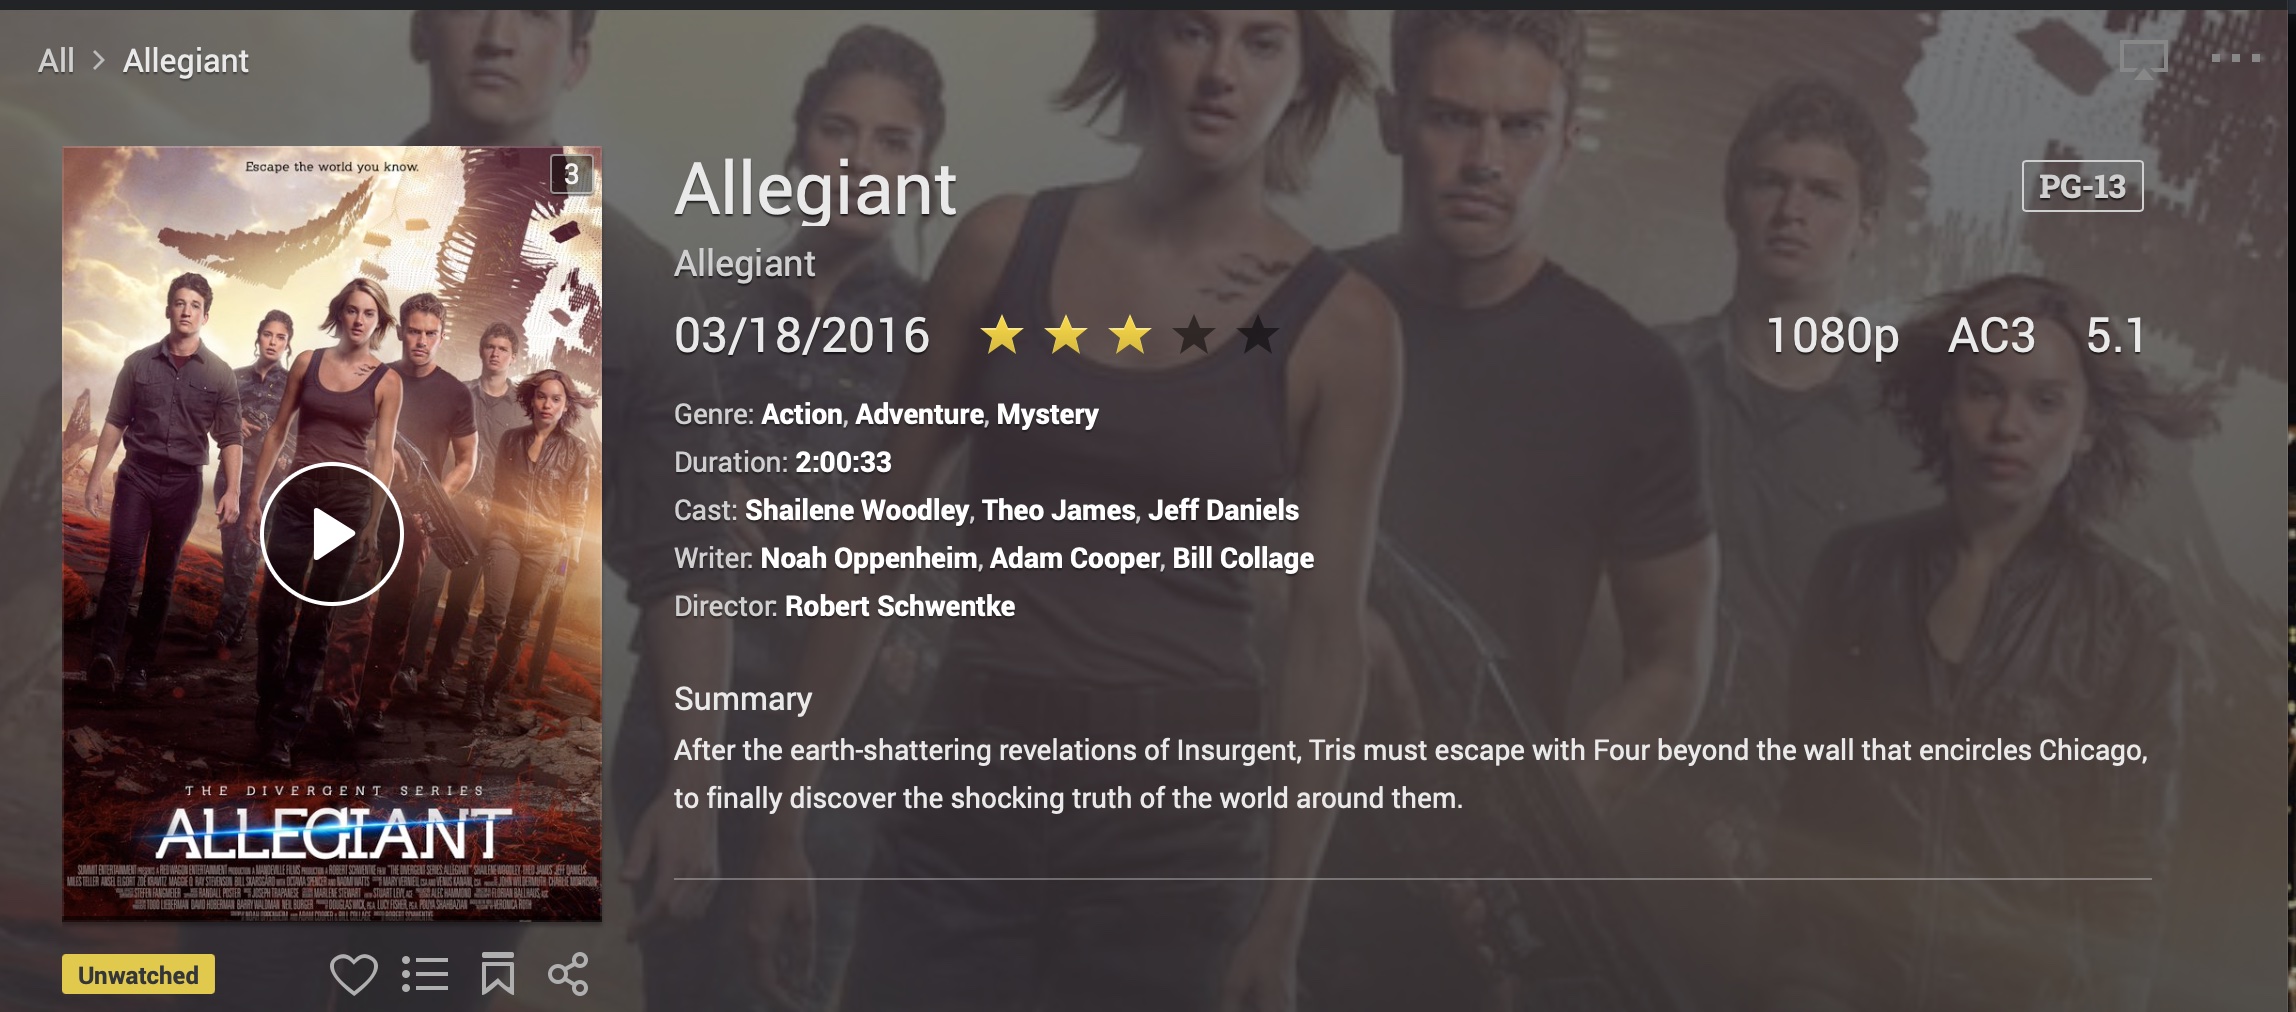 All > Allegiant
Escape the world you know.
3
THE DIVERGENT SERIES
ALLEGIANT
Unwatched
Allegiant
PG-13
Allegiant
03/18/2016
1080p AC3 5.1
Genre: Action, Adventure, Mystery
Duration: 2:00:33
Cast: Shailene Woodley, Theo James, Jeff Daniels
Writer: Noah Oppenheim, Adam Cooper, Bill Collage
Director: Robert Schwentke
Summary
After the earth-shattering revelations of Insurgent, Tris must escape with Four beyond the wall that encircles Chicago,
to finally discover the shocking truth of the world around them.